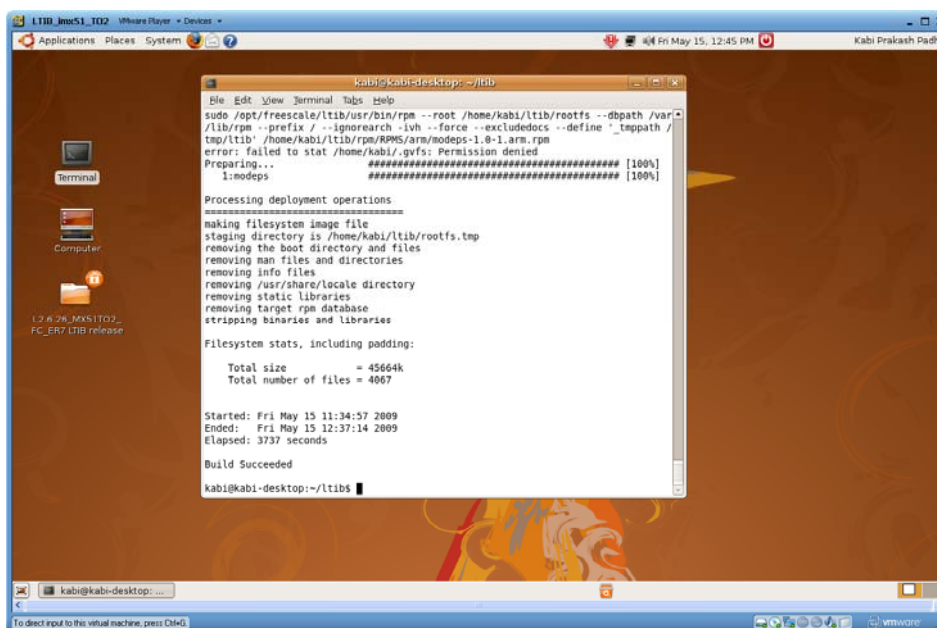 LTIB_imx51_TO2 VMware Player Devices
Applications Places System
Fri May 15, 12:45 PM
Kabi Prakash Padh
Terminal
Computer
L2.6.26_MX51TO2_
FC_ER7 LTIB release
kabi@kabi-desktop: ~/ltib
File Edit View Terminal Tabs Help
sudo /opt/freescale/ltib/usr/bin/rpm --root /home/kabi/ltib/rootfs --dbpath /var
/lib/rpm --prefix / --ignorearch -ivh --force --excludedocs --define '_tmppath /
tmp/ltib' /home/kabi/ltib/rpm/RPMS/arm/modeps-1.0-1.arm.rpm
error: failed to stat /home/kabi/.gvfs: Permission denied
Preparing... ########################################### [100%]
1:modeps ########################################### [100%]
Processing deployment operations
==================================
making filesystem image file
staging directory is /home/kabi/ltib/rootfs.tmp
removing the boot directory and files
removing man files and directories
removing info files
removing /usr/share/locale directory
removing static libraries
removing target rpm database
stripping binaries and libraries
Filesystem stats, including padding:
Total size = 45664k
Total number of files = 4067
Started: Fri May 15 11:34:57 2009
Ended: Fri May 15 12:37:14 2009
Elapsed: 3737 seconds
Build Succeeded
kabi@kabi-desktop:~/ltib$
kabi@kabi-desktop: ...
To direct input to this virtual machine, press Ctrl+G.
vmware